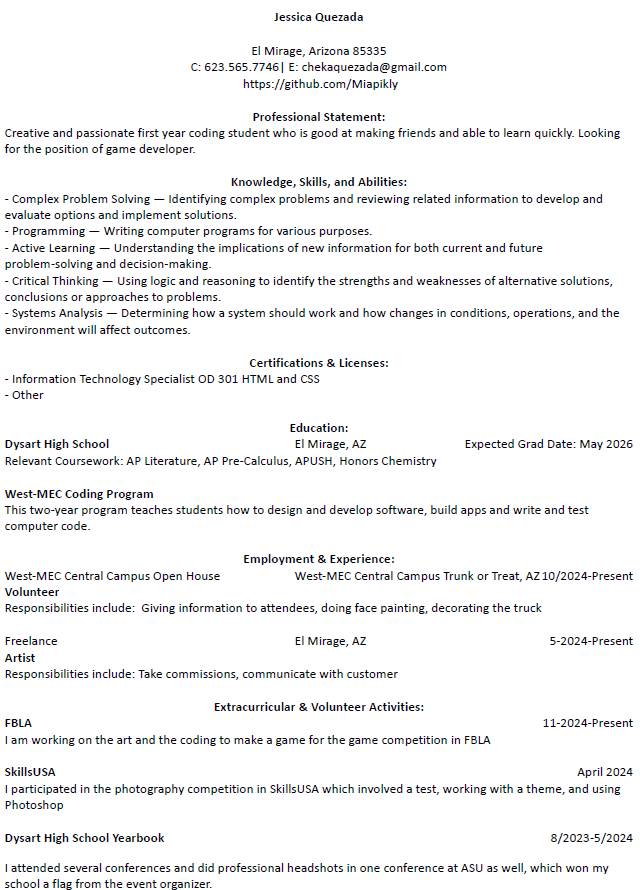 Jessica Quezada
El Mirage, Arizona 85335
C: 623.565.7746| E: chekaquezada@gmail.com
https://github.com/Miapikly
Professional Statement:
Creative and passionate first year coding student who is good at making friends and able to learn quickly. Looking
for the position of game developer.
Knowledge, Skills, and Abilities:
- Complex Problem Solving — Identifying complex problems and reviewing related information to develop and
evaluate options and implement solutions.
- Programming — Writing computer programs for various purposes.
- Active Learning — Understanding the implications of new information for both current and future
problem-solving and decision-making.
- Critical Thinking — Using logic and reasoning to identify the strengths and weaknesses of alternative solutions,
conclusions or approaches to problems.
- Systems Analysis — Determining how a system should work and how changes in conditions, operations, and the
environment will affect outcomes.
Certifications & Licenses:
- Information Technology Specialist OD 301 HTML and CSS
- Other
Education:
Dysart High School El Mirage, AZ Expected Grad Date: May 2026
Relevant Coursework: AP Literature, AP Pre-Calculus, APUSH, Honors Chemistry
West-MEC Coding Program
This two-year program teaches students how to design and develop software, build apps and write and test
computer code.
Employment & Experience:
West-MEC Central Campus Open House West-MEC Central Campus Trunk or Treat, AZ 10/2024-Present
Volunteer
Responsibilities include:  Giving information to attendees, doing face painting, decorating the truck
Freelance El Mirage, AZ 5-2024-Present
Artist
Responsibilities include: Take commissions, communicate with customer
Extracurricular & Volunteer Activities:
FBLA 11-2024-Present
I am working on the art and the coding to make a game for the game competition in FBLA
SkillsUSA April 2024
I participated in the photography competition in SkillsUSA which involved a test, working with a theme, and using
Photoshop
Dysart High School Yearbook 8/2023-5/2024
I attended several conferences and did professional headshots in one conference at ASU as well, which won my
school a flag from the event organizer.